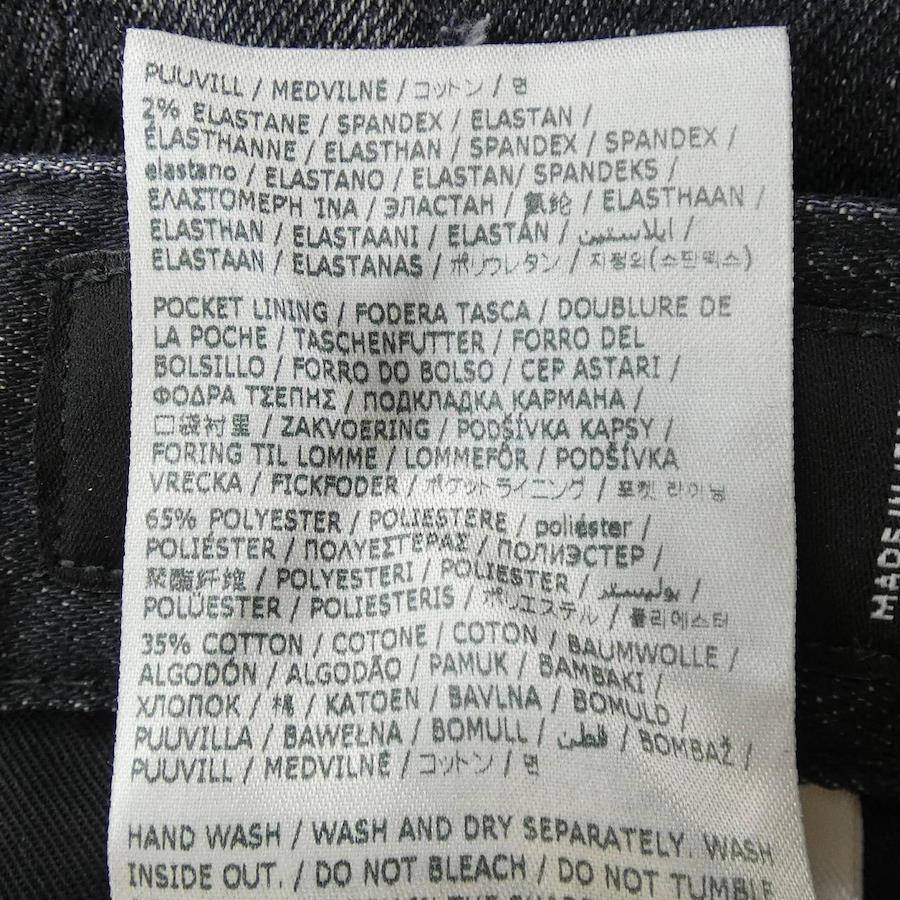 PUUVILL / MEDVILNĖ / コットン / 면
2% ELASTANE / SPANDEX / ELASTAN /
ÉLASTHANNE / ELASTHAN / SPANDEX / SPANDEX /
elastano / ELASTANO / ELASTAN/ SPANDEKS /
ΕΛΑΣΤΟΜΕΡΗ ΊΝΑ / ЭЛАСТАН / 氨纶 / ELASTHAAN /
ELASTHAN / ELASTAANI / ELASTAN / ايلاستين /
ELASTAAN / ELASTANAS / ポリウレタン / 지정외(스판덱스)
POCKET LINING / FODERA TASCA / DOUBLURE DE
LA POCHE / TASCHENFUTTER / FORRO DEL
BOLSILLO / FORRO DO BOLSO / CEP ASTARI /
ΦΟΔΡΑ ΤΣΕΠΗΣ / ПОДКЛАДКА КАРМАНА /
口袋衬里 / ZAKVOERING / PODŠÍVKA KAPSY /
FORING TIL LOMME / LOMMEFÔR / PODŠÍVKA
VRECKA / FICKFODER / ポケットライニング / 포켓 라이닝
65% POLYESTER / POLIESTERE / poliéster /
POLIÉSTER / ΠΟΛΥΕΣΤΕΡΑΣ / ПОЛИЭСТЕР /
聚酯纤维 / POLYESTERI / POLIESTER / بوليستر /
POLÜESTER / POLIESTERIS / ポリエステル / 폴리에스터
35% COTTON / COTONE / COTON / BAUMWOLLE /
ALGODÓN / ALGODÃO / PAMUK / BAMBAKI /
ХЛОПОК / 棉 / KATOEN / BAVLNA / BOMULD /
PUUVILLA / BAWEŁNA / BOMULL / قطن / BOMBAŽ /
PUUVILL / MEDVILNĖ / コットン / 면
HAND WASH / WASH AND DRY SEPARATELY. WASH
INSIDE OUT. / DO NOT BLEACH / DO NOT TUMBLE
MADE IN